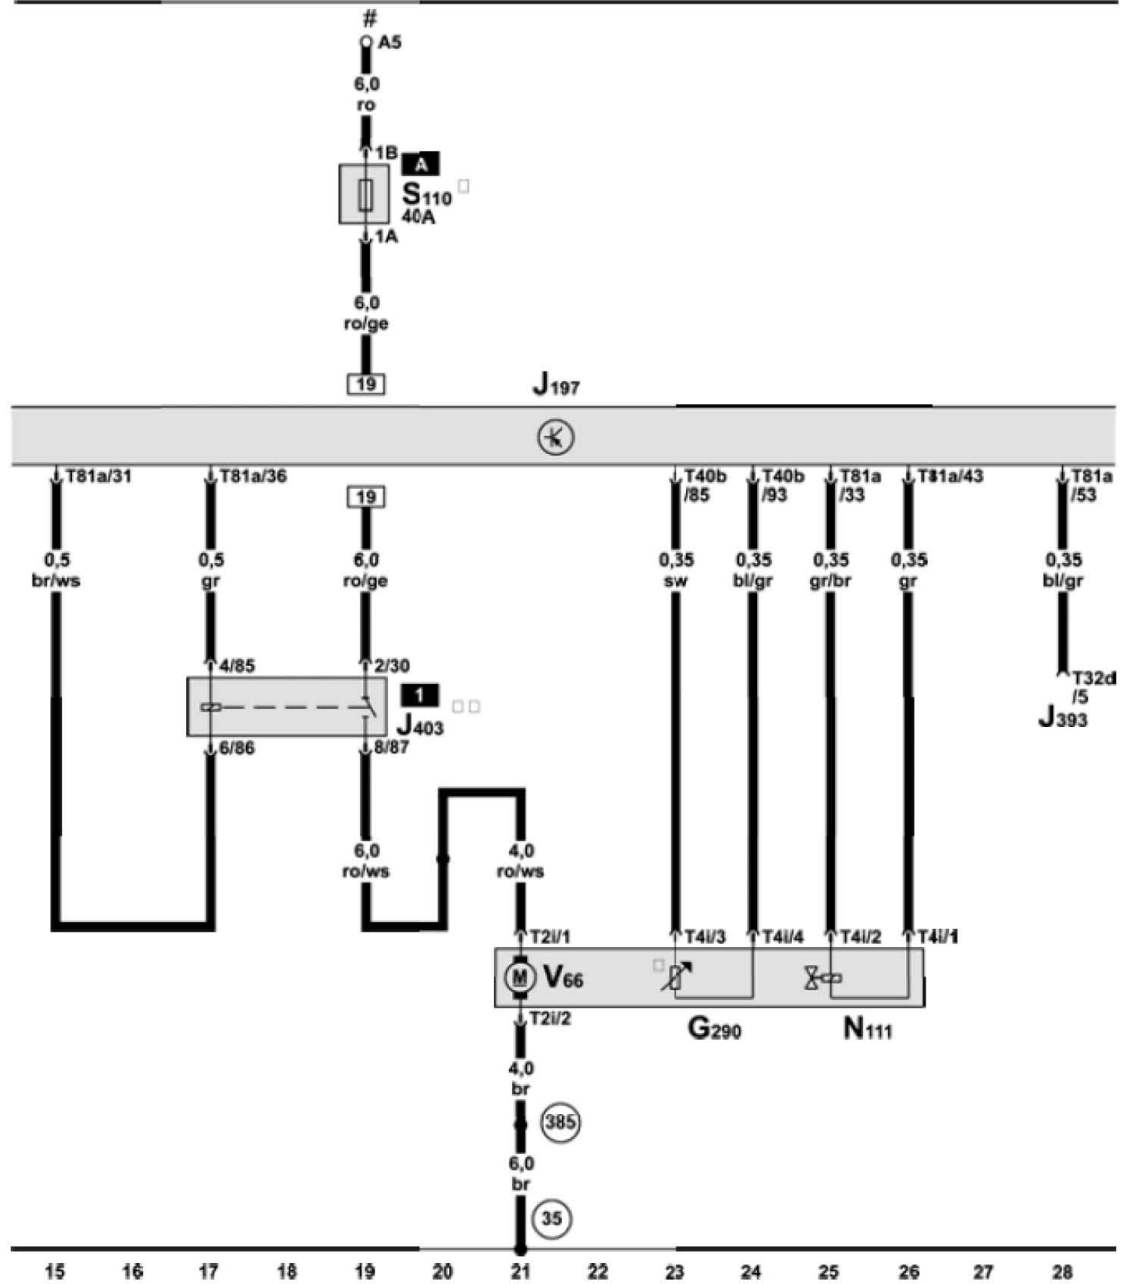 #
A5
6,0
ro
1B
A
S110
40A
1A
6,0
ro/ge
19
J197
T81a/31
T81a/36
T40b
/85
T40b
/93
T81a
/33
T81a/43
T81a
/53
19
0,5
br/ws
0,5
gr
6,0
ro/ge
0,35
sw
0,35
bl/gr
0,35
gr/br
0,35
gr
0,35
bl/gr
4/85
2/30
T32d
/5
J393
1
J403
6/86
8/87
6,0
ro/ws
4,0
ro/ws
T2i/1
T4i/3
T4i/4
T4i/2
T4i/1
M
V66
T2i/2
G290
N111
4,0
br
385
6,0
br
35
15 16 17 18 19 20 21 22 23 24 25 26 27 28